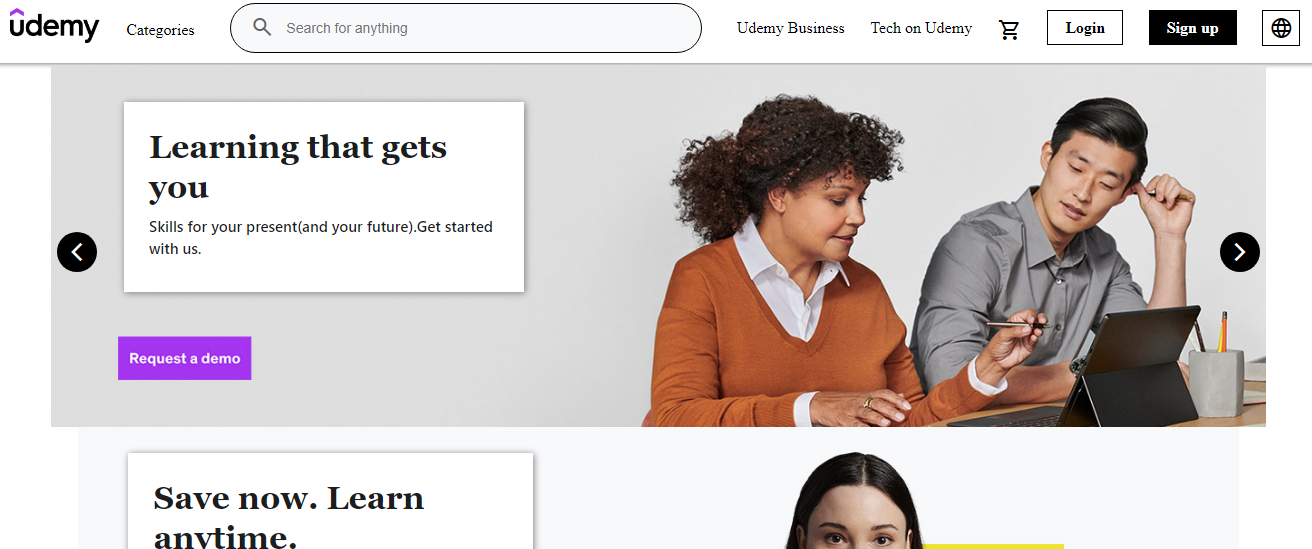 udemy
Categories
Search for anything
Udemy Business
Tech on Udemy
Login
Sign up
Learning that gets
you
Skills for your present(and your future).Get started
with us.
Request a demo
Save now. Learn
anytime.